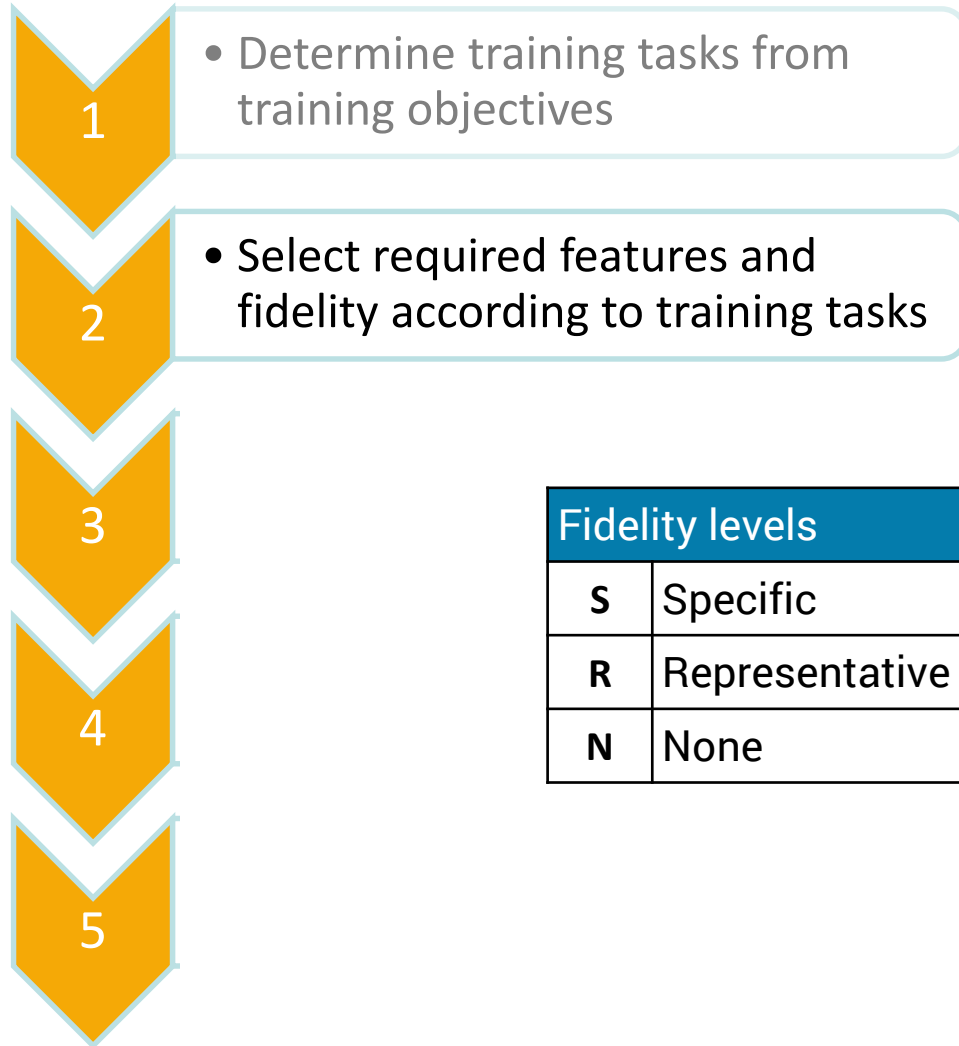 1
• Determine training tasks from
training objectives
2
• Select required features and
fidelity according to training tasks
3
Fidelity levels
S Specific
R Representative
N None
4
5